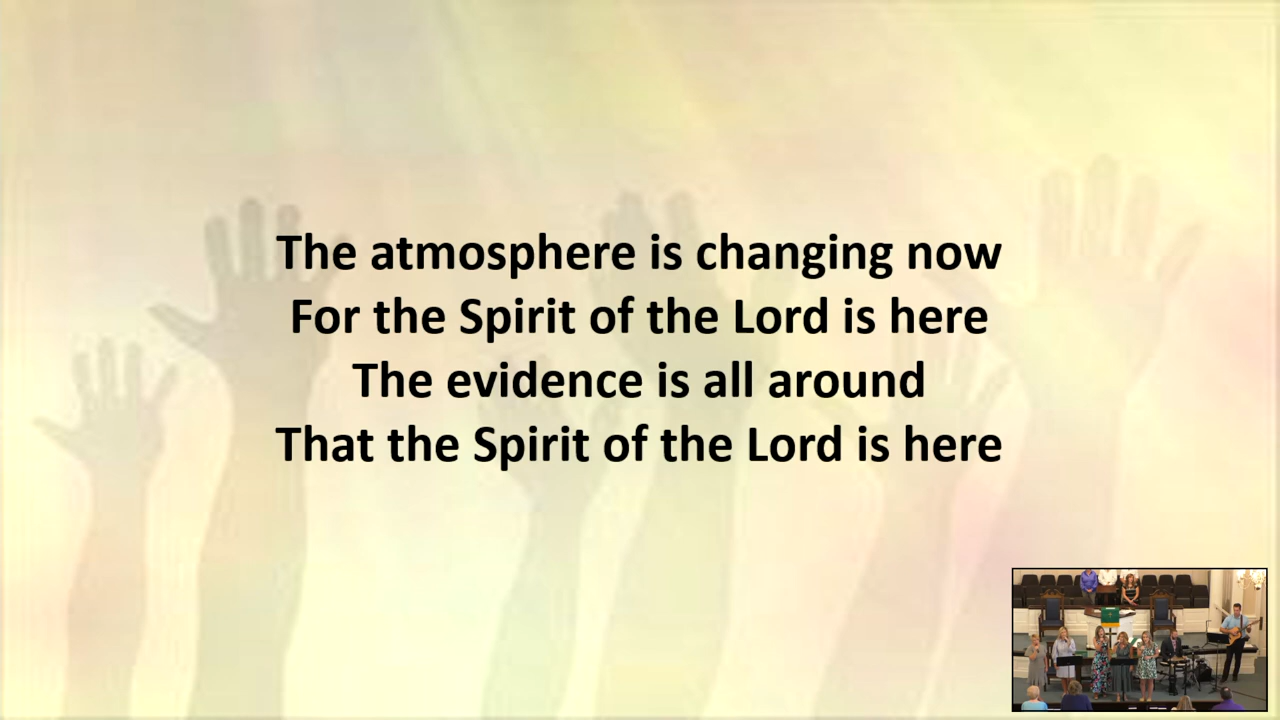 The atmosphere is changing now
For the Spirit of the Lord is here
The evidence is all around
That the Spirit of the Lord is here